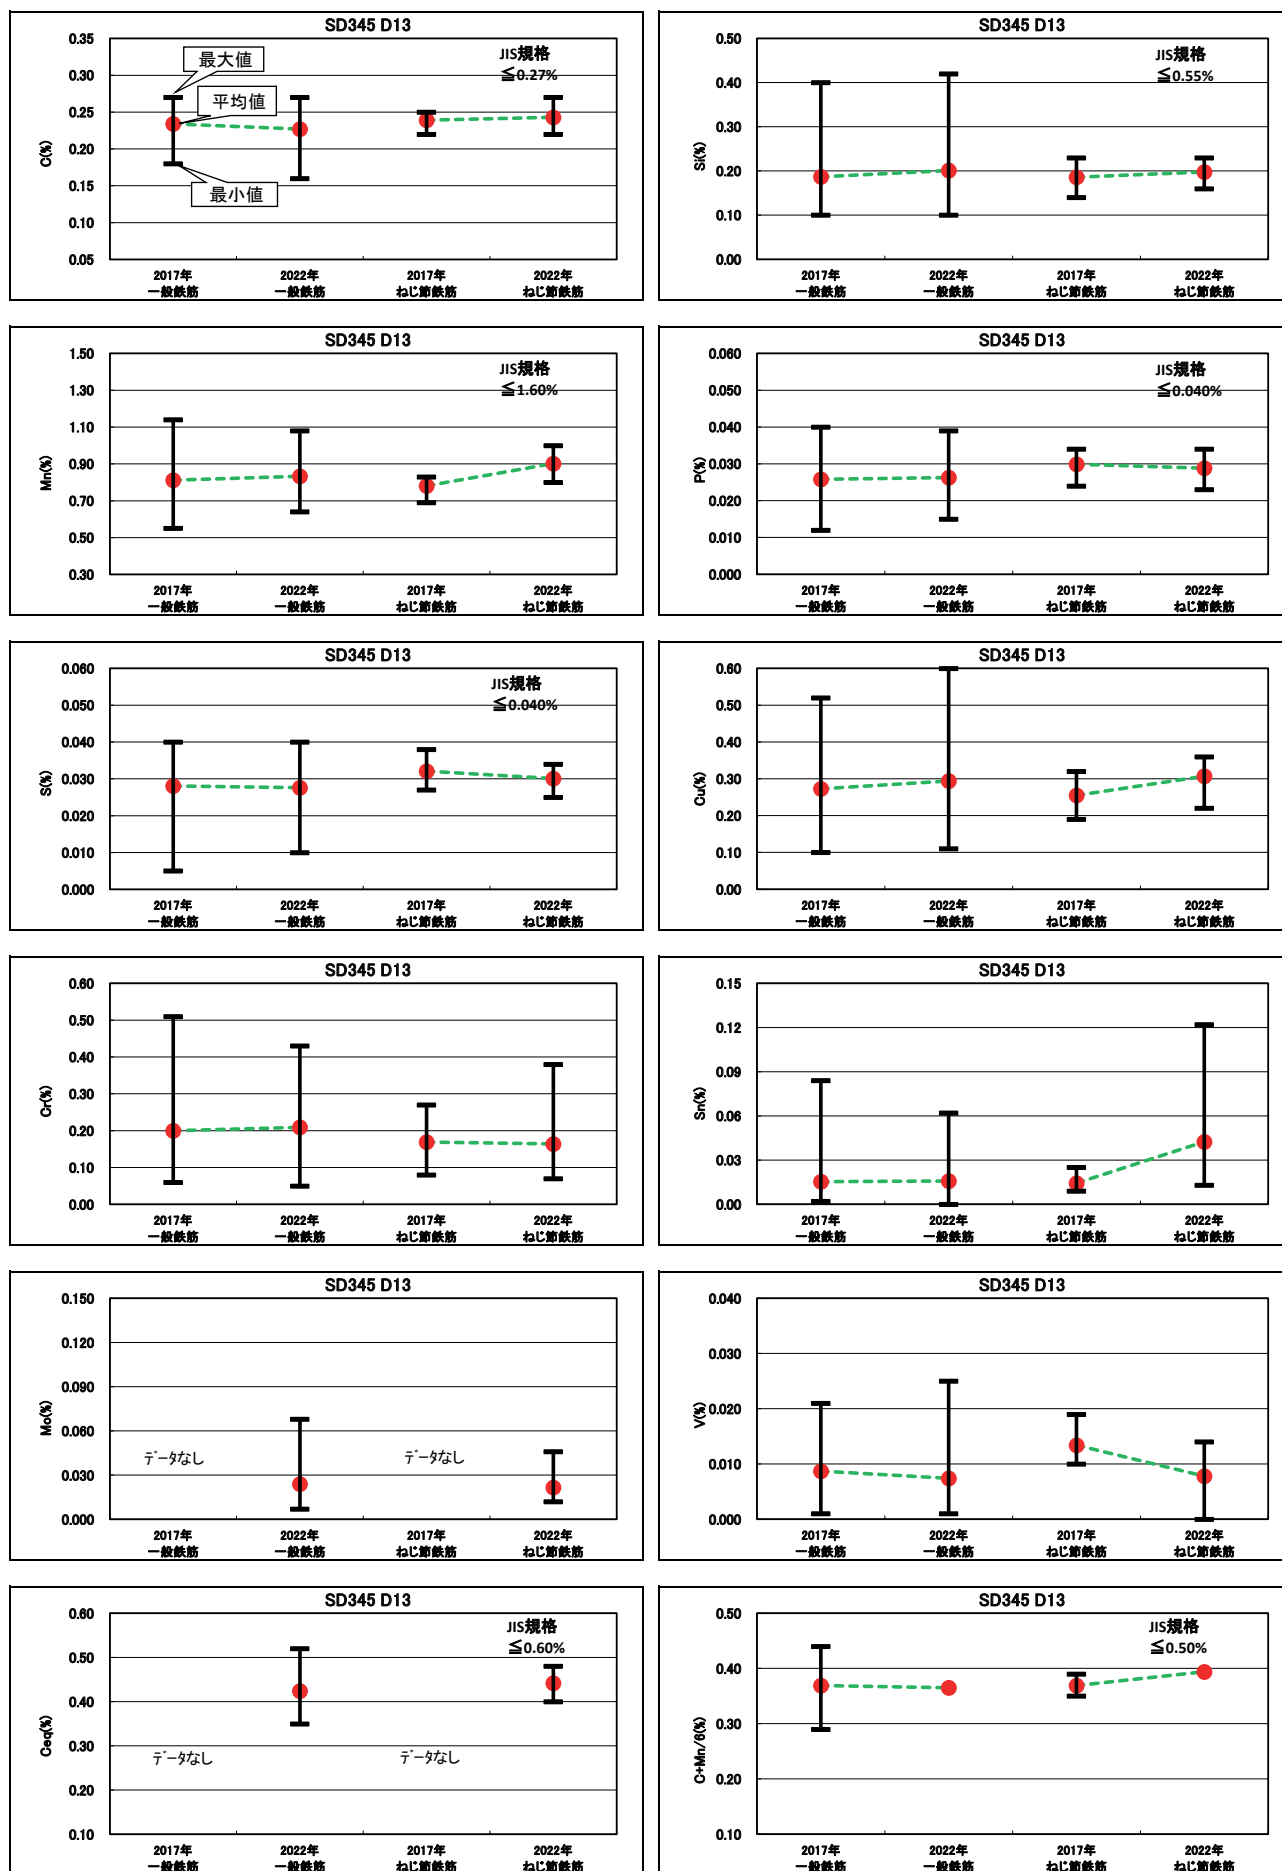 SD345 D13
0.35
0.30
0.25
0.20
0.15
0.10
0.05
C(%)
最大値
平均値
最小値
JIS規格
≦0.27%
2017年
一般鉄筋
2022年
一般鉄筋
2017年
ねじ節鉄筋
2022年
ねじ節鉄筋
SD345 D13
0.50
0.40
0.30
0.20
0.10
0.00
Si(%)
JIS規格
≦0.55%
2017年
一般鉄筋
2022年
一般鉄筋
2017年
ねじ節鉄筋
2022年
ねじ節鉄筋
SD345 D13
1.50
1.30
1.10
0.90
0.70
0.50
0.30
Mn(%)
JIS規格
≦1.60%
2017年
一般鉄筋
2022年
一般鉄筋
2017年
ねじ節鉄筋
2022年
ねじ節鉄筋
SD345 D13
0.060
0.050
0.040
0.030
0.020
0.010
0.000
P(%)
JIS規格
≦0.040%
2017年
一般鉄筋
2022年
一般鉄筋
2017年
ねじ節鉄筋
2022年
ねじ節鉄筋
SD345 D13
0.060
0.050
0.040
0.030
0.020
0.010
0.000
S(%)
JIS規格
≦0.040%
2017年
一般鉄筋
2022年
一般鉄筋
2017年
ねじ節鉄筋
2022年
ねじ節鉄筋
SD345 D13
0.60
0.50
0.40
0.30
0.20
0.10
0.00
Cu(%)
2017年
一般鉄筋
2022年
一般鉄筋
2017年
ねじ節鉄筋
2022年
ねじ節鉄筋
SD345 D13
0.60
0.50
0.40
0.30
0.20
0.10
0.00
Cr(%)
2017年
一般鉄筋
2022年
一般鉄筋
2017年
ねじ節鉄筋
2022年
ねじ節鉄筋
SD345 D13
0.15
0.12
0.09
0.06
0.03
0.00
Sn(%)
2017年
一般鉄筋
2022年
一般鉄筋
2017年
ねじ節鉄筋
2022年
ねじ節鉄筋
SD345 D13
0.150
0.120
0.090
0.060
0.030
0.000
Mo(%)
データなし
データなし
2017年
一般鉄筋
2022年
一般鉄筋
2017年
ねじ節鉄筋
2022年
ねじ節鉄筋
SD345 D13
0.040
0.030
0.020
0.010
0.000
V(%)
2017年
一般鉄筋
2022年
一般鉄筋
2017年
ねじ節鉄筋
2022年
ねじ節鉄筋
SD345 D13
0.60
0.50
0.40
0.30
0.20
0.10
Ceq(%)
JIS規格
≦0.60%
データなし
データなし
2017年
一般鉄筋
2022年
一般鉄筋
2017年
ねじ節鉄筋
2022年
ねじ節鉄筋
SD345 D13
0.50
0.40
0.30
0.20
0.10
C+Mn/6(%)
JIS規格
≦0.50%
2017年
一般鉄筋
2022年
一般鉄筋
2017年
ねじ節鉄筋
2022年
ねじ節鉄筋